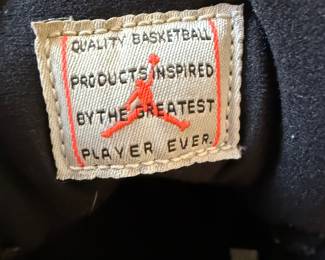 QUALITY BASKETBALL
PRODUCTS INSPIRED
BY THE GREATEST
PLAYER EVER.